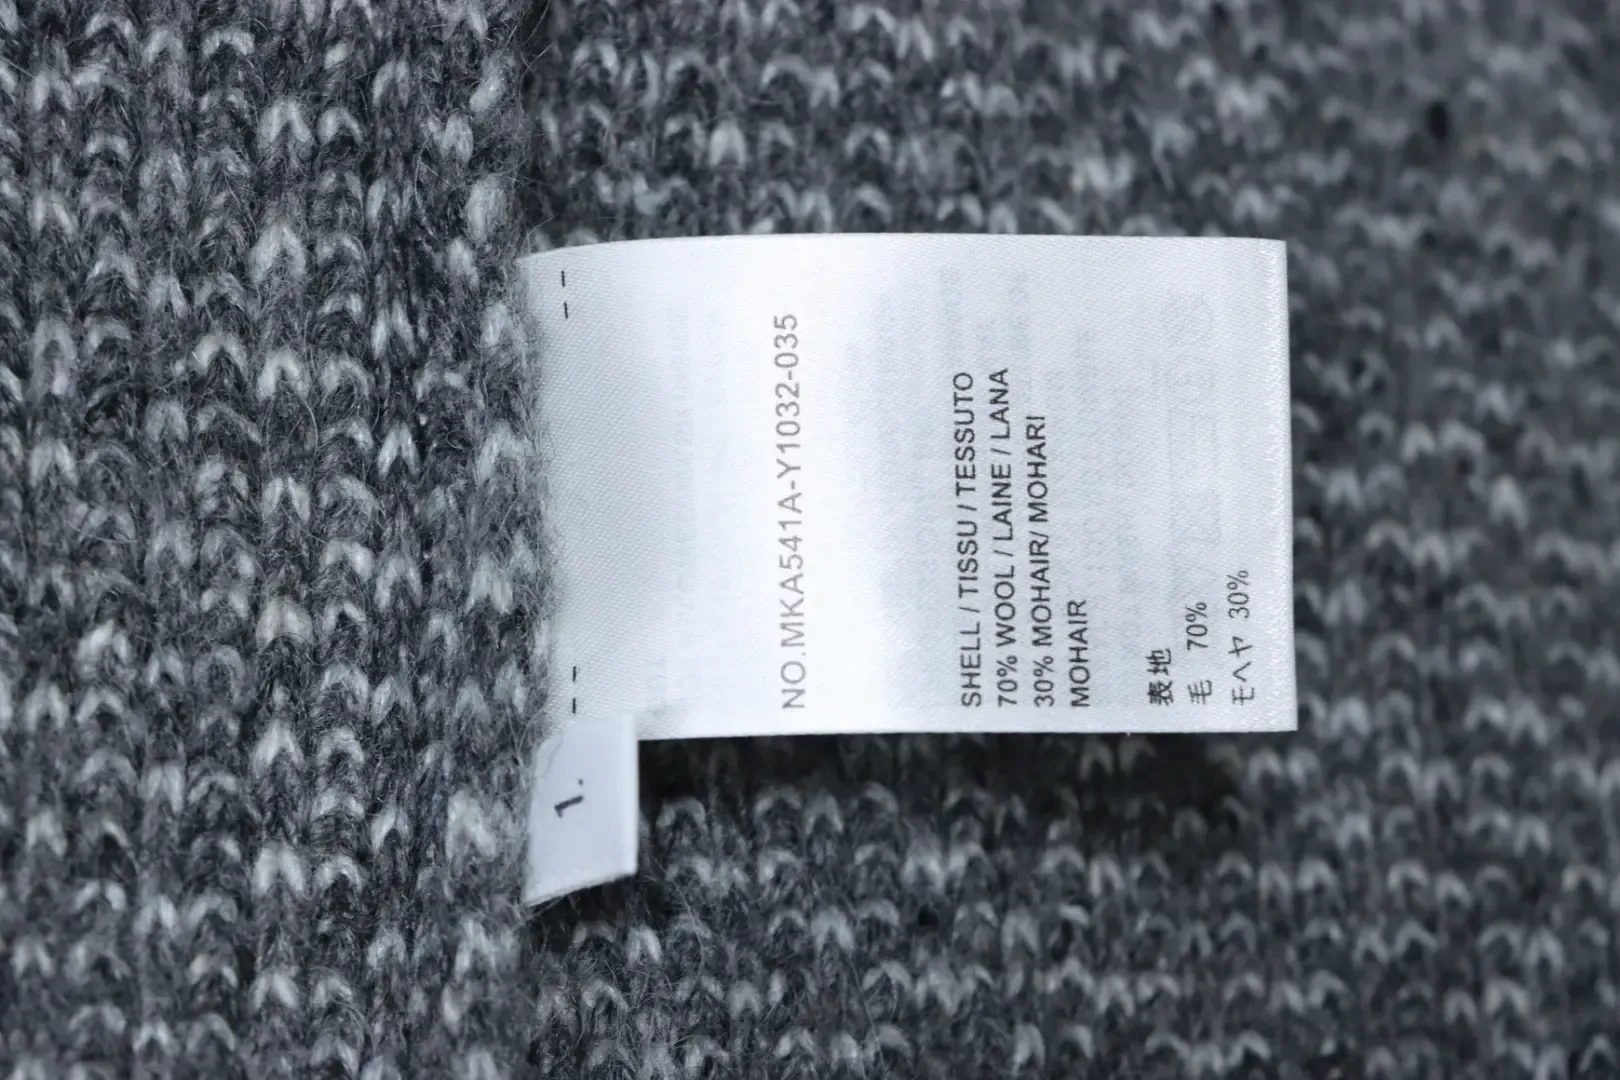 NO.MKA541A-Y1032-035
SHELL / TISSU / TESSUTO
70% WOOL / LAINE / LANA
30% MOHAIR/ MOHARI
MOHAIR
表地
毛 70%
モヘヤ 30%
1.